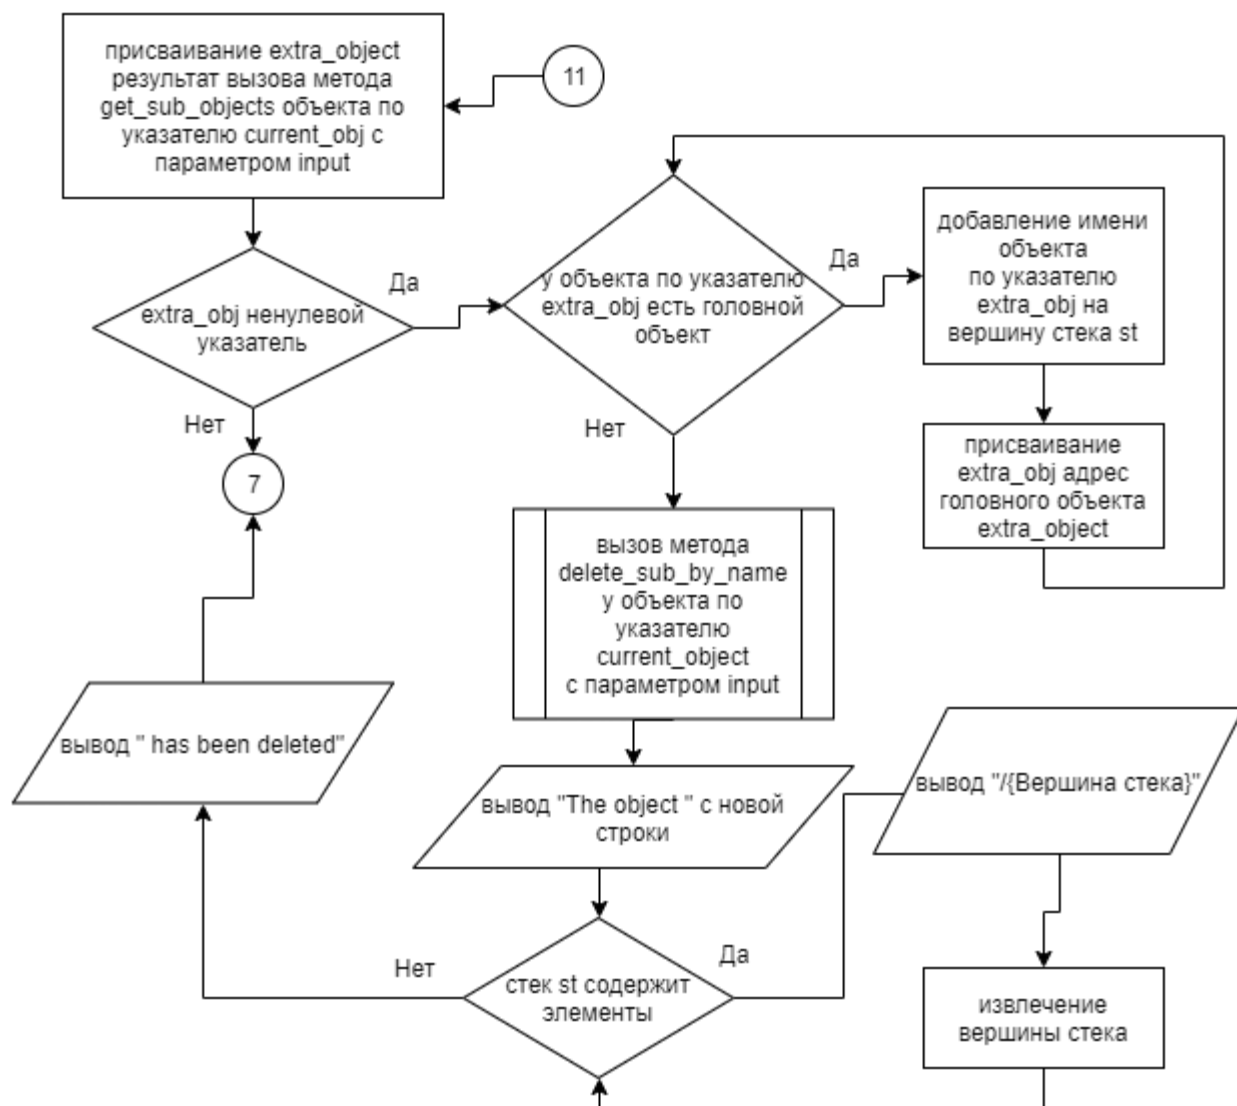 присваивание extra_object
результат вызова метода
get_sub_objects объекта по
указателю current_obj с
параметром input
11
extra_obj ненулевой
указатель
Да
Нет
7
у объекта по указателю
extra_obj есть головной
объект
Да
Нет
добавление имени
объекта
по указателю
extra_obj на
вершину стека st
присваивание
extra_obj адрес
головного объекта
extra_object
вызов метода
delete_sub_by_name
у объекта по
указателю
current_object
с параметром input
вывод "The object " с новой
строки
стек st содержит
элементы
Да
Нет
вывод "/{Вершина стека}"
извлечение
вершины стека
вывод " has been deleted"